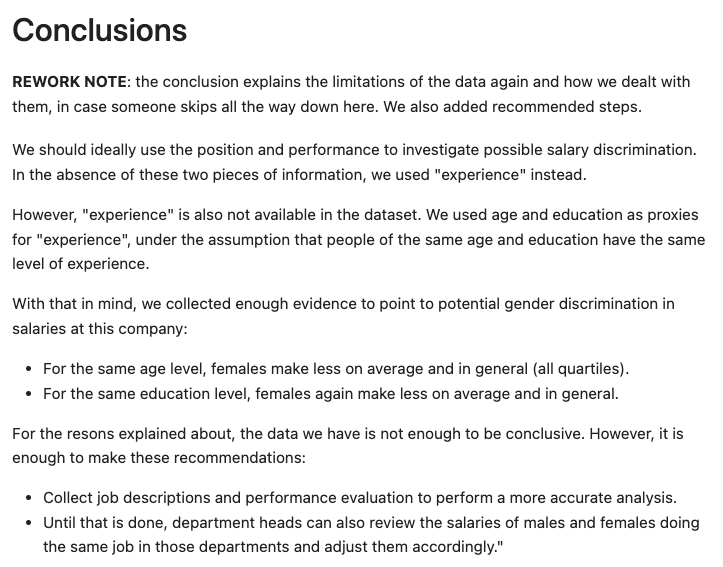 Conclusions
REWORK NOTE: the conclusion explains the limitations of the data again and how we dealt with
them, in case someone skips all the way down here. We also added recommended steps.
We should ideally use the position and performance to investigate possible salary discrimination.
In the absence of these two pieces of information, we used "experience" instead.
However, "experience" is also not available in the dataset. We used age and education as proxies
for "experience", under the assumption that people of the same age and education have the same
level of experience.
With that in mind, we collected enough evidence to point to potential gender discrimination in
salaries at this company:
• For the same age level, females make less on average and in general (all quartiles).
• For the same education level, females again make less on average and in general.
For the resons explained about, the data we have is not enough to be conclusive. However, it is
enough to make these recommendations:
• Collect job descriptions and performance evaluation to perform a more accurate analysis.
• Until that is done, department heads can also review the salaries of males and females doing
the same job in those departments and adjust them accordingly."